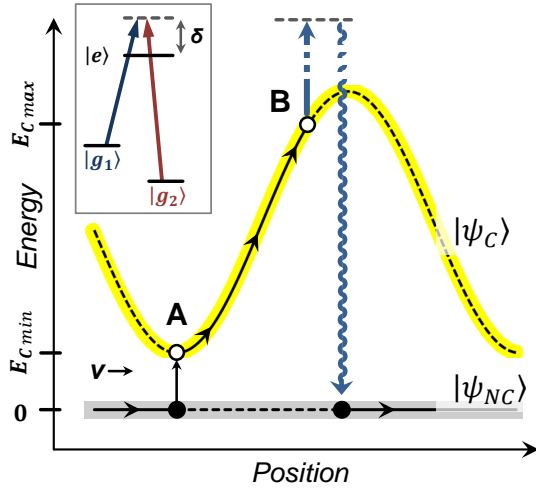 |e⟩
δ
|g₁⟩
|g₂⟩
B
A
v→
|ψ_C⟩
|ψ_NC⟩
E_C max
Energy
E_C min
0
Position